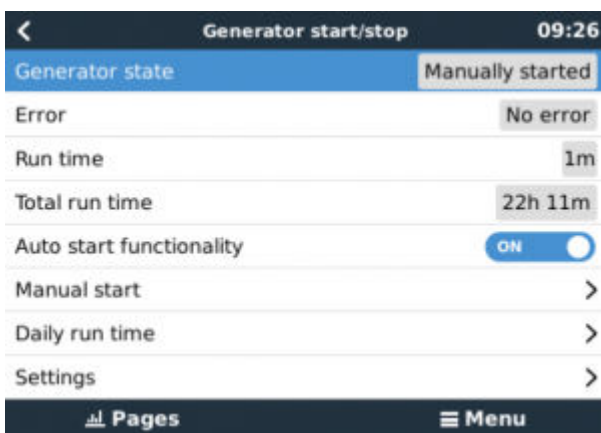 Generator start/stop 09:26
Generator state Manually started
Error No error
Run time 1m
Total run time 22h 11m
Auto start functionality ON
Manual start
Daily run time
Settings
Pages Menu